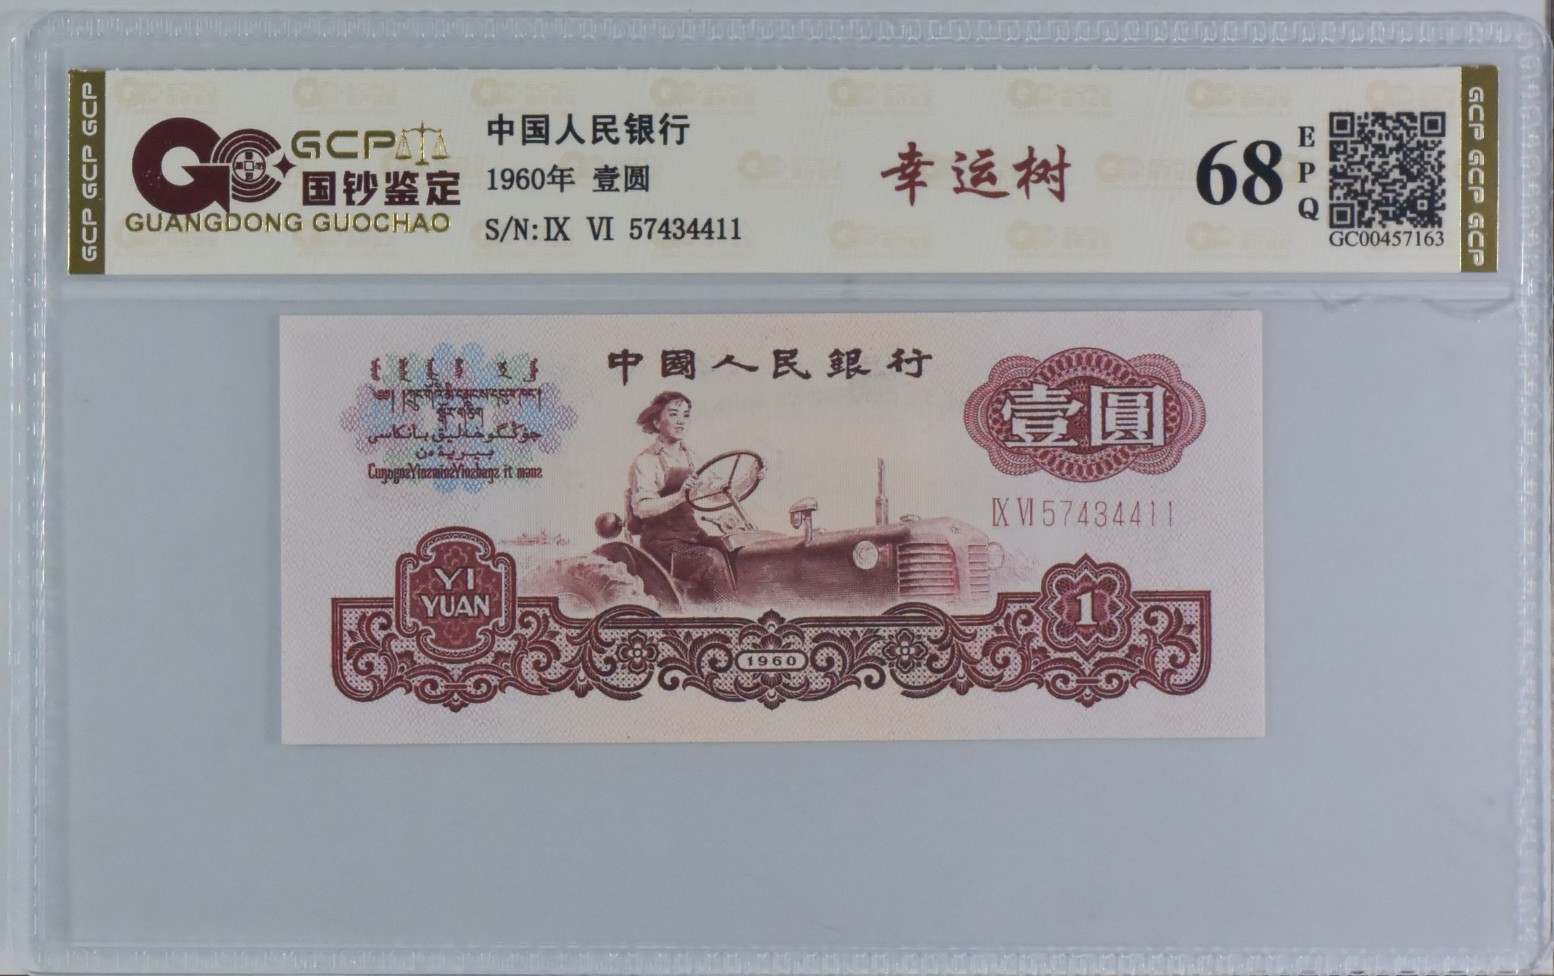 GCP GCP GCP
GCP
国钞鉴定
GUANGDONG GUOCHAO
中国人民银行
1960年 壹圆
S/N: IX VI 57434411
幸运树
68
EPQ
GC00457163
GCP GCP GCP
中國人民銀行
壹圓
IX VI 57434411
YI
YUAN
1960
1